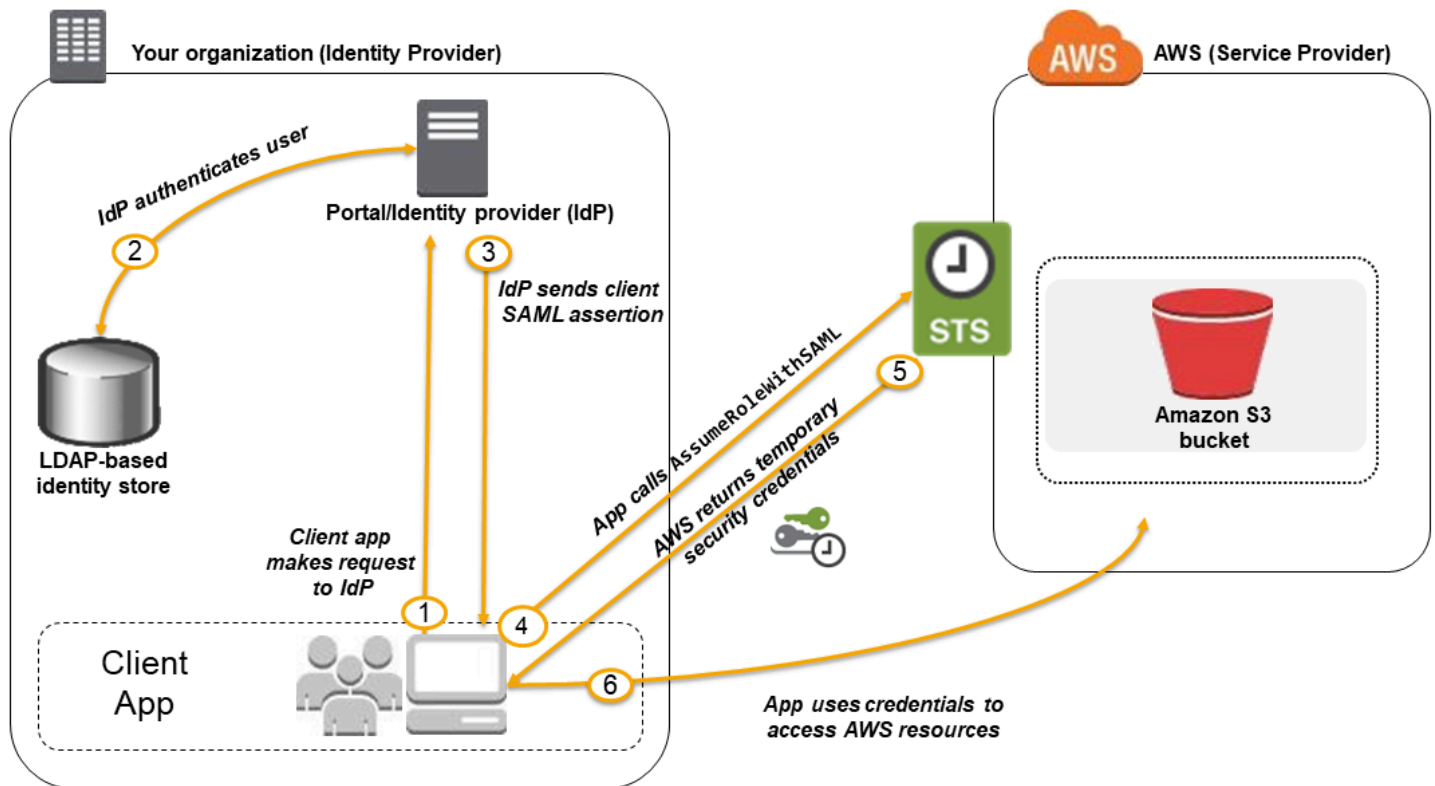 Your organization (Identity Provider)
AWS
AWS (Service Provider)
IdP authenticates user
Portal/Identity provider (IdP)
2
3
IdP sends client
SAML assertion
STS
LDAP-based
identity store
App calls AssumeRoleWithSAML
5
AWS returns temporary
security credentials
Amazon S3
bucket
Client app
makes request
to IdP
1
4
Client
App
6
App uses credentials to
access AWS resources